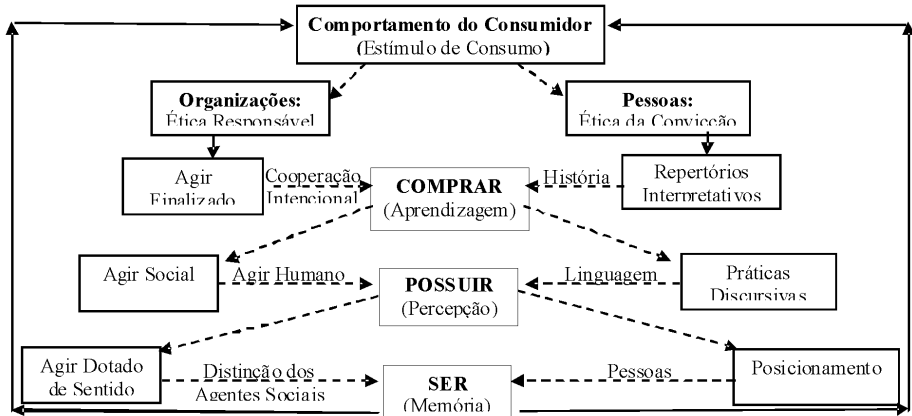 Comportamento do Consumidor
(Estímulo de Consumo)
Organizações:
Ética Responsável
Pessoas:
Ética da Convicção
Agir
Finalizado
Cooperação
Intencional
COMPRAR
(Aprendizagem)
História
Repertórios
Interpretativos
Agir Social
Agir Humano
POSSUIR
(Percepção)
Linguagem
Práticas
Discursivas
Agir Dotado
de Sentido
Distinção dos
Agentes Sociais
SER
(Memória)
Pessoas
Posicionamento